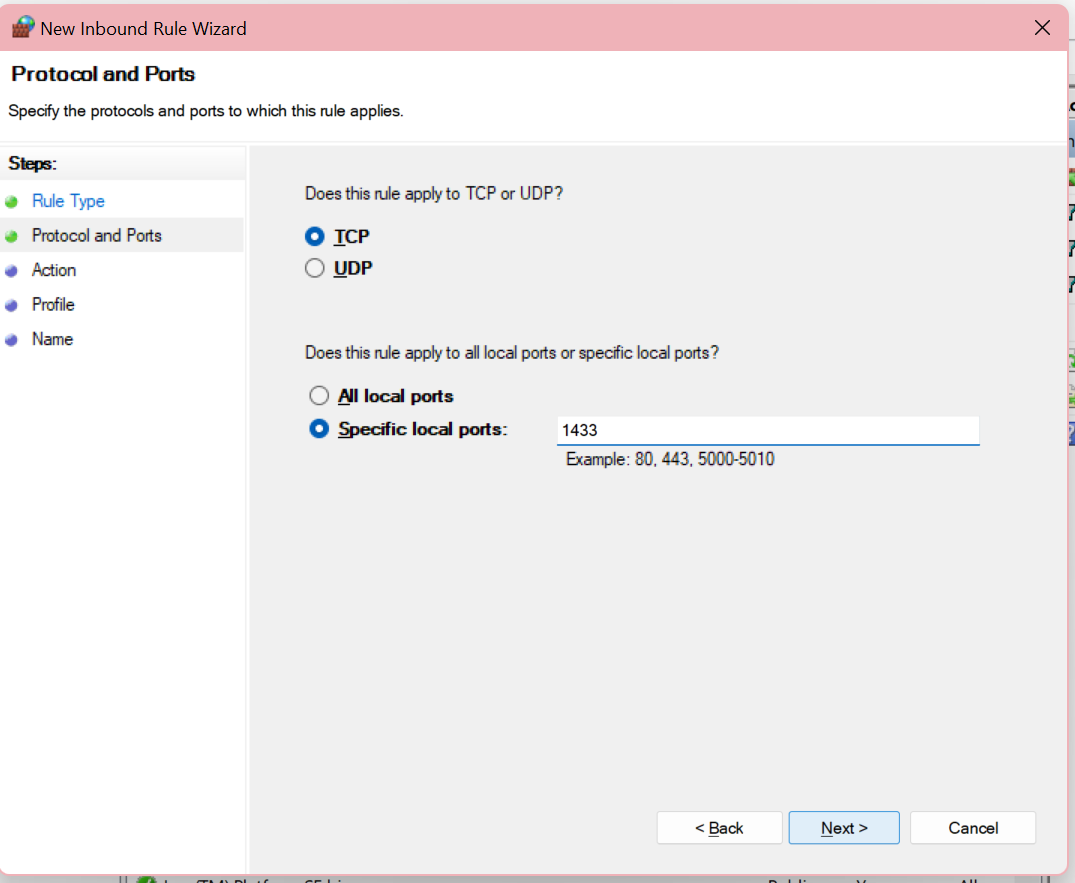 New Inbound Rule Wizard
Protocol and Ports
Specify the protocols and ports to which this rule applies.
Steps:
Rule Type
Protocol and Ports
Action
Profile
Name
Does this rule apply to TCP or UDP?
TCP
UDP
Does this rule apply to all local ports or specific local ports?
All local ports
Specific local ports: 1433
Example: 80, 443, 5000-5010
< Back Next > Cancel